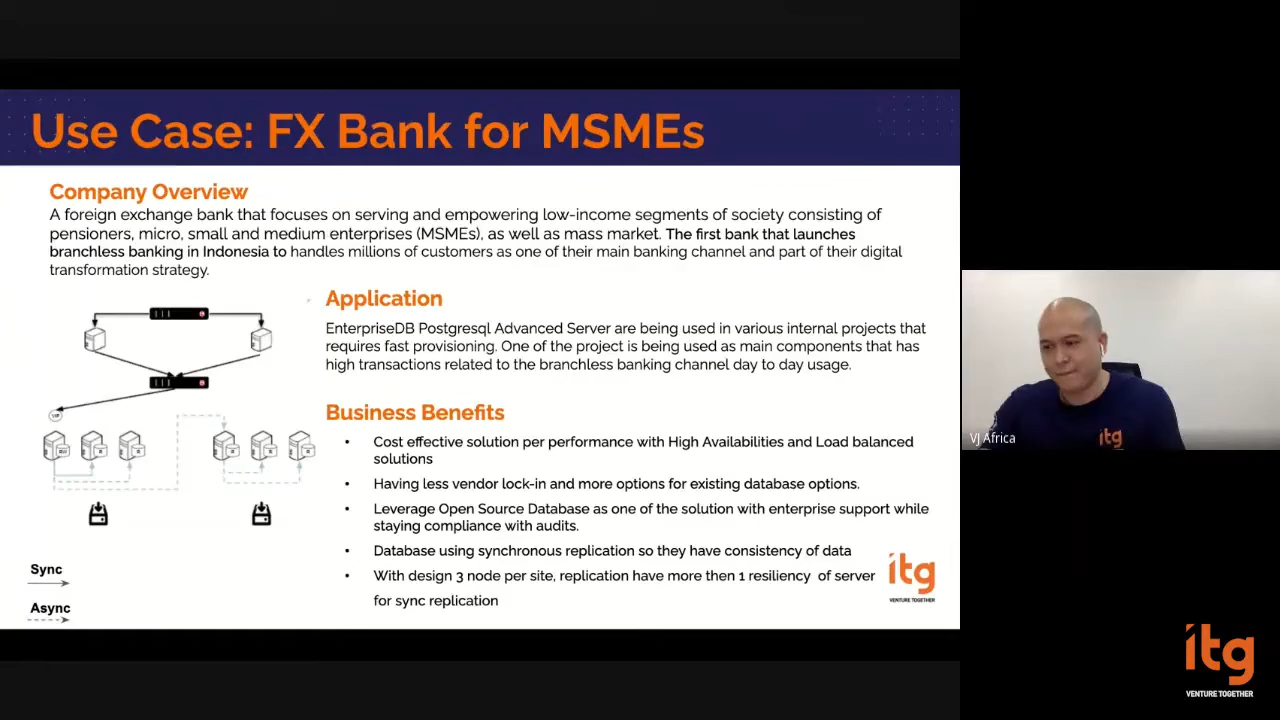 Use Case: FX Bank for MSMEs
Company Overview
A foreign exchange bank that focuses on serving and empowering low-income segments of society consisting of
pensioners, micro, small and medium enterprises (MSMEs), as well as mass market. The first bank that launches
branchless banking in Indonesia to handles millions of customers as one of their main banking channel and part of their digital
transformation strategy.
Application
EnterpriseDB Postgresql Advanced Server are being used in various internal projects that
requires fast provisioning. One of the project is being used as main components that has
high transactions related to the branchless banking channel day to day usage.
Business Benefits
• Cost effective solution per performance with High Availabilities and Load balanced
solutions
• Having less vendor lock-in and more options for existing database options.
• Leverage Open Source Database as one of the solution with enterprise support while
staying compliance with audits.
• Database using synchronous replication so they have consistency of data
• With design 3 node per site, replication have more then 1 resiliency of server
for sync replication
Sync
Async
itg
VENTURE TOGETHER
VJ Africa
itg
itg
VENTURE TOGETHER